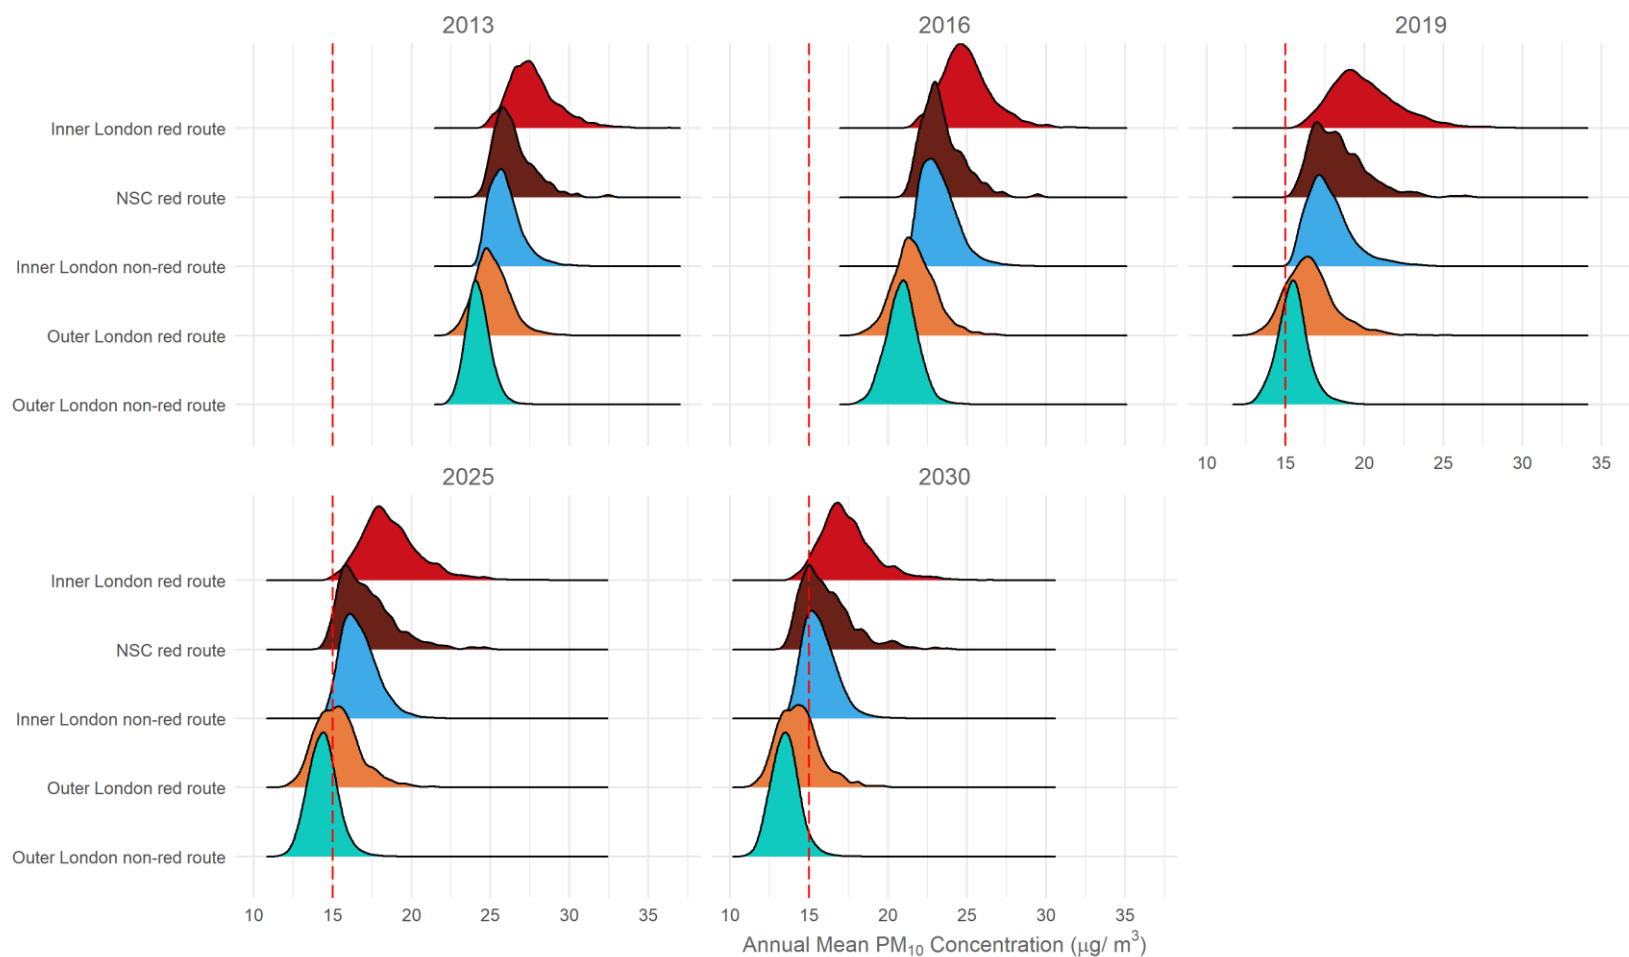 2013
2016
2019
Inner London red route
NSC red route
Inner London non-red route
Outer London red route
Outer London non-red route
10 15 20 25 30 35
2025
2030
Inner London red route
NSC red route
Inner London non-red route
Outer London red route
Outer London non-red route
10 15 20 25 30 35
10 15 20 25 30 35
Annual Mean PM₁₀ Concentration (μg/ m³)